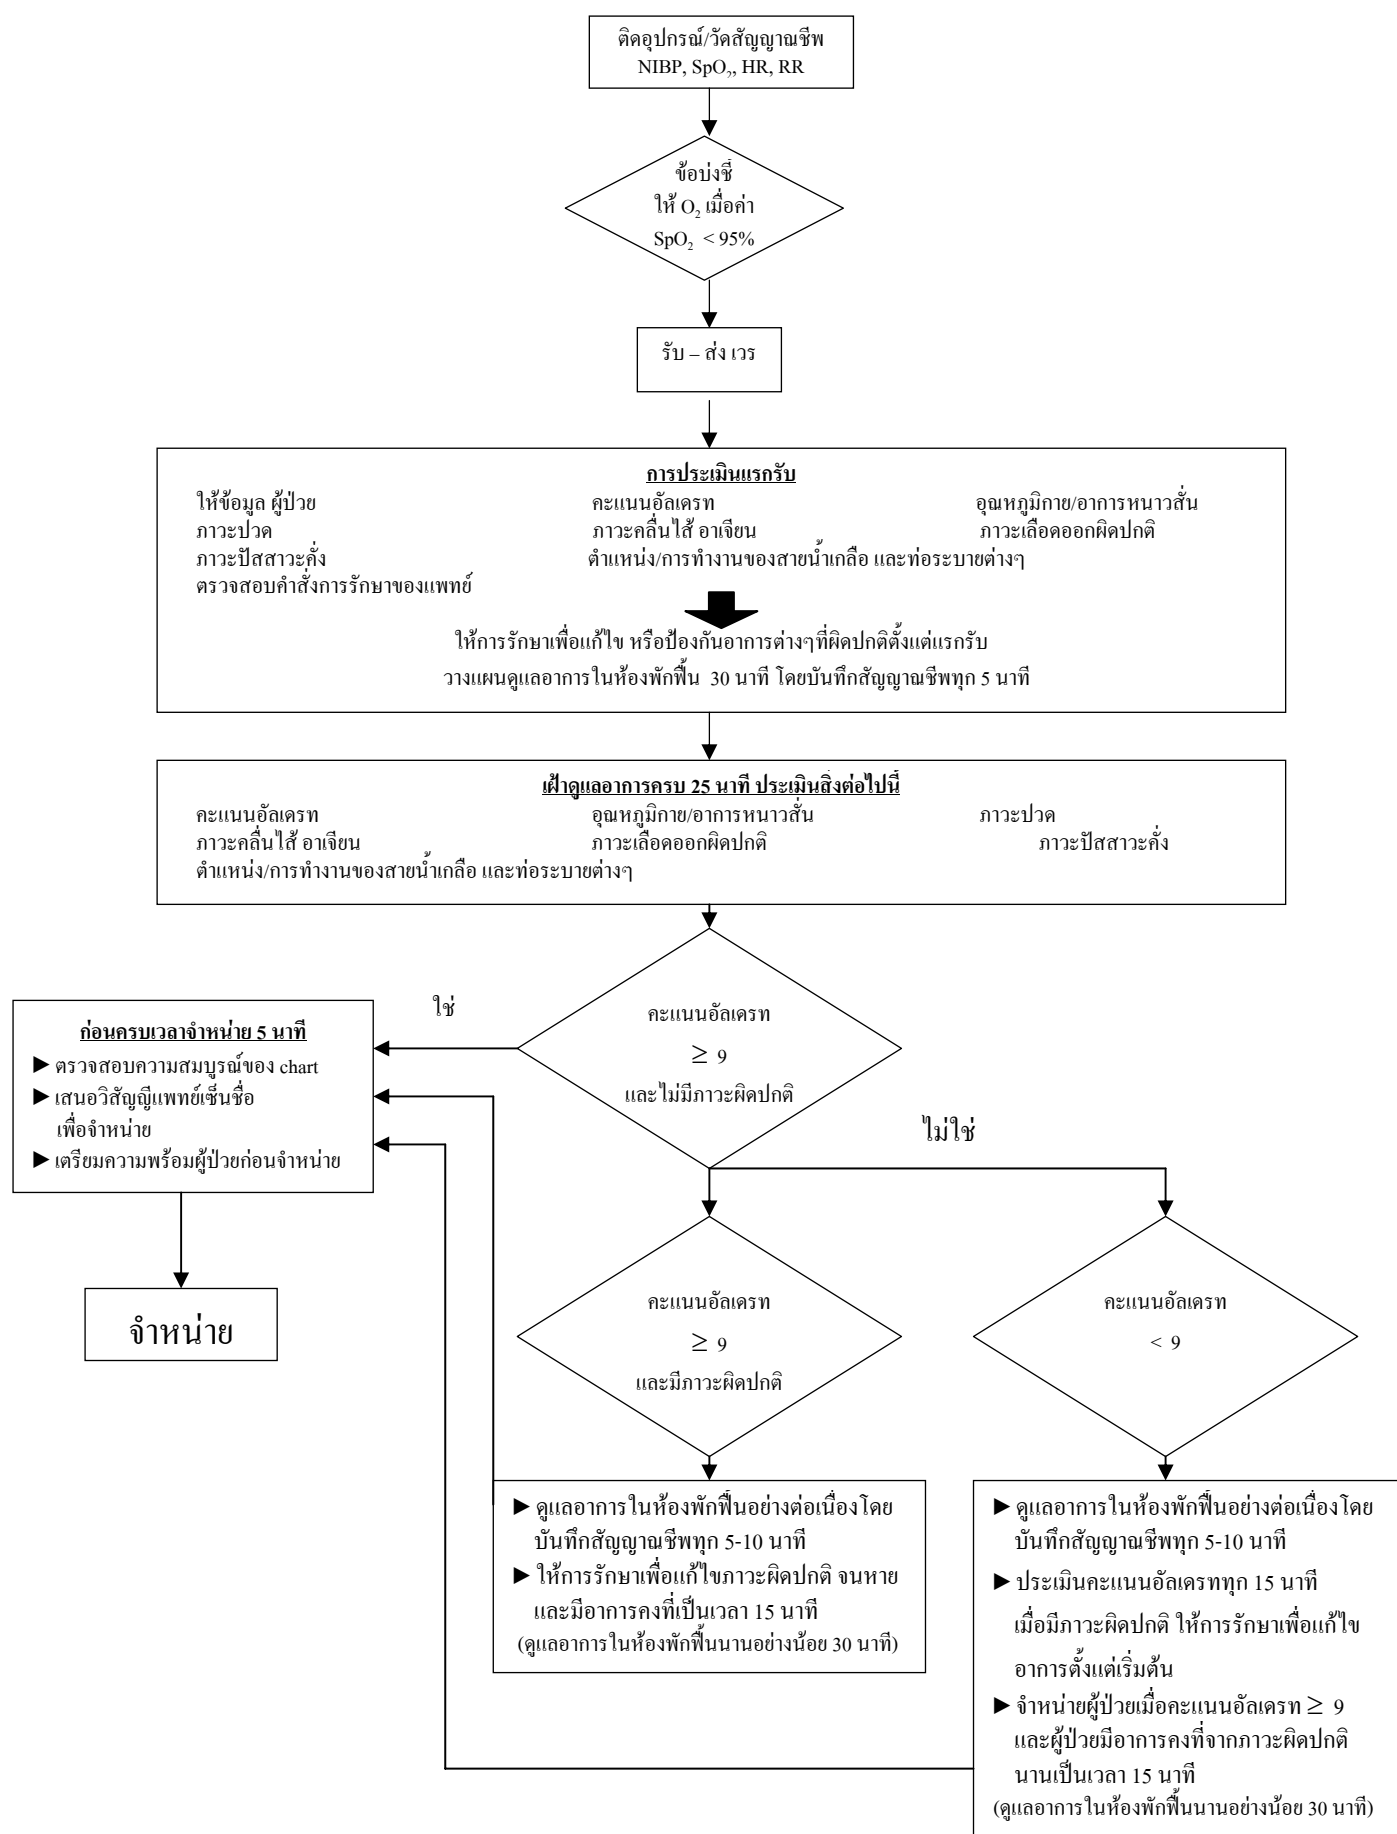 ติดอุปกรณ์/วัดสัญญาณชีพ
NIBP, SpO₂, HR, RR
ข้อบ่งชี้
ให้ O₂ เมื่อค่า
SpO₂ < 95%
รับ – ส่ง เวร
การประเมินแรกรับ
ให้ข้อมูล ผู้ป่วย คะแนนอัลเดรท อุณหภูมิกาย/อาการหนาวสั่น
ภาวะปวด ภาวะคลื่นไส้ อาเจียน ภาวะเลือดออกผิดปกติ
ภาวะปัสสาวะคั่ง ตำแหน่ง/การทำงานของสายน้ำเกลือ และท่อระบายต่างๆ
ตรวจสอบคำสั่งการรักษาของแพทย์
ให้การรักษาเพื่อแก้ไข หรือป้องกันอาการต่างๆที่ผิดปกติตั้งแต่แรกรับ
วางแผนดูแลอาการในห้องพักฟื้น 30 นาที โดยบันทึกสัญญาณชีพทุก 5 นาที
เฝ้าดูแลอาการครบ 25 นาที ประเมินสิ่งต่อไปนี้
คะแนนอัลเดรท อุณหภูมิกาย/อาการหนาวสั่น ภาวะปวด
ภาวะคลื่นไส้ อาเจียน ภาวะเลือดออกผิดปกติ ภาวะปัสสาวะคั่ง
ตำแหน่ง/การทำงานของสายน้ำเกลือ และท่อระบายต่างๆ
คะแนนอัลเดรท
≥ 9
และไม่มีภาวะผิดปกติ
ใช่
ก่อนครบเวลาจำหน่าย 5 นาที
► ตรวจสอบความสมบูรณ์ของ chart
► เสนอวิสัญญีแพทย์เซ็นชื่อ
เพื่อจำหน่าย
► เตรียมความพร้อมผู้ป่วยก่อนจำหน่าย
จำหน่าย
ไม่ใช่
คะแนนอัลเดรท
≥ 9
และมีภาวะผิดปกติ
คะแนนอัลเดรท
< 9
► ดูแลอาการในห้องพักฟื้นอย่างต่อเนื่องโดย
บันทึกสัญญาณชีพทุก 5-10 นาที
► ให้การรักษาเพื่อแก้ไขภาวะผิดปกติ จนหาย
และมีอาการคงที่เป็นเวลา 15 นาที
(ดูแลอาการในห้องพักฟื้นนานอย่างน้อย 30 นาที)
► ดูแลอาการในห้องพักฟื้นอย่างต่อเนื่องโดย
บันทึกสัญญาณชีพทุก 5-10 นาที
► ประเมินคะแนนอัลเดรททุก 15 นาที
เมื่อมีภาวะผิดปกติ ให้การรักษาเพื่อแก้ไข
อาการตั้งแต่เริ่มต้น
► จำหน่ายผู้ป่วยเมื่อคะแนนอัลเดรท ≥ 9
และผู้ป่วยมีอาการคงที่จากภาวะผิดปกติ
นานเป็นเวลา 15 นาที
(ดูแลอาการในห้องพักฟื้นนานอย่างน้อย 30 นาที)